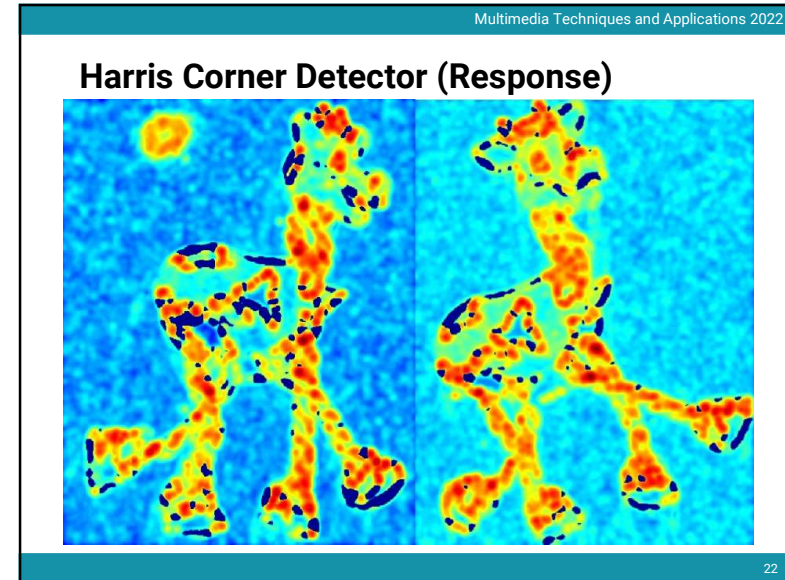 Multimedia Techniques and Applications 2022
Harris Corner Detector (Response)
22